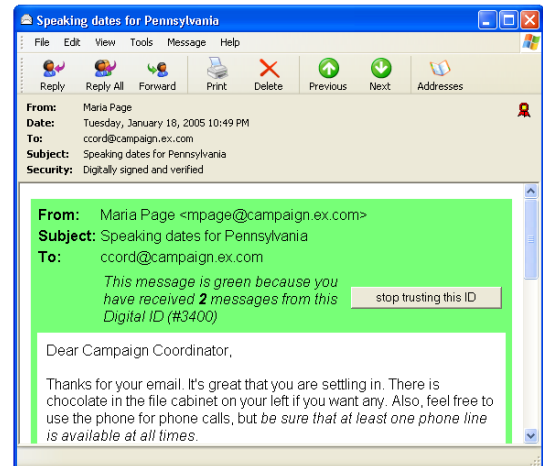 Speaking dates for Pennsylvania
File Edit View Tools Message Help
Reply Reply All Forward Print Delete Previous Next Addresses
From: Maria Page
Date: Tuesday, January 18, 2005 10:49 PM
To: ccord@campaign.ex.com
Subject: Speaking dates for Pennsylvania
Security: Digitally signed and verified
From: Maria Page <mpage@campaign.ex.com>
Subject: Speaking dates for Pennsylvania
To: ccord@campaign.ex.com
This message is green because you
have received 2 messages from this
Digital ID (#3400)
stop trusting this ID
Dear Campaign Coordinator,
Thanks for your email. It's great that you are settling in. There is
chocolate in the file cabinet on your left if you want any. Also, feel free to
use the phone for phone calls, but be sure that at least one phone line
is available at all times.